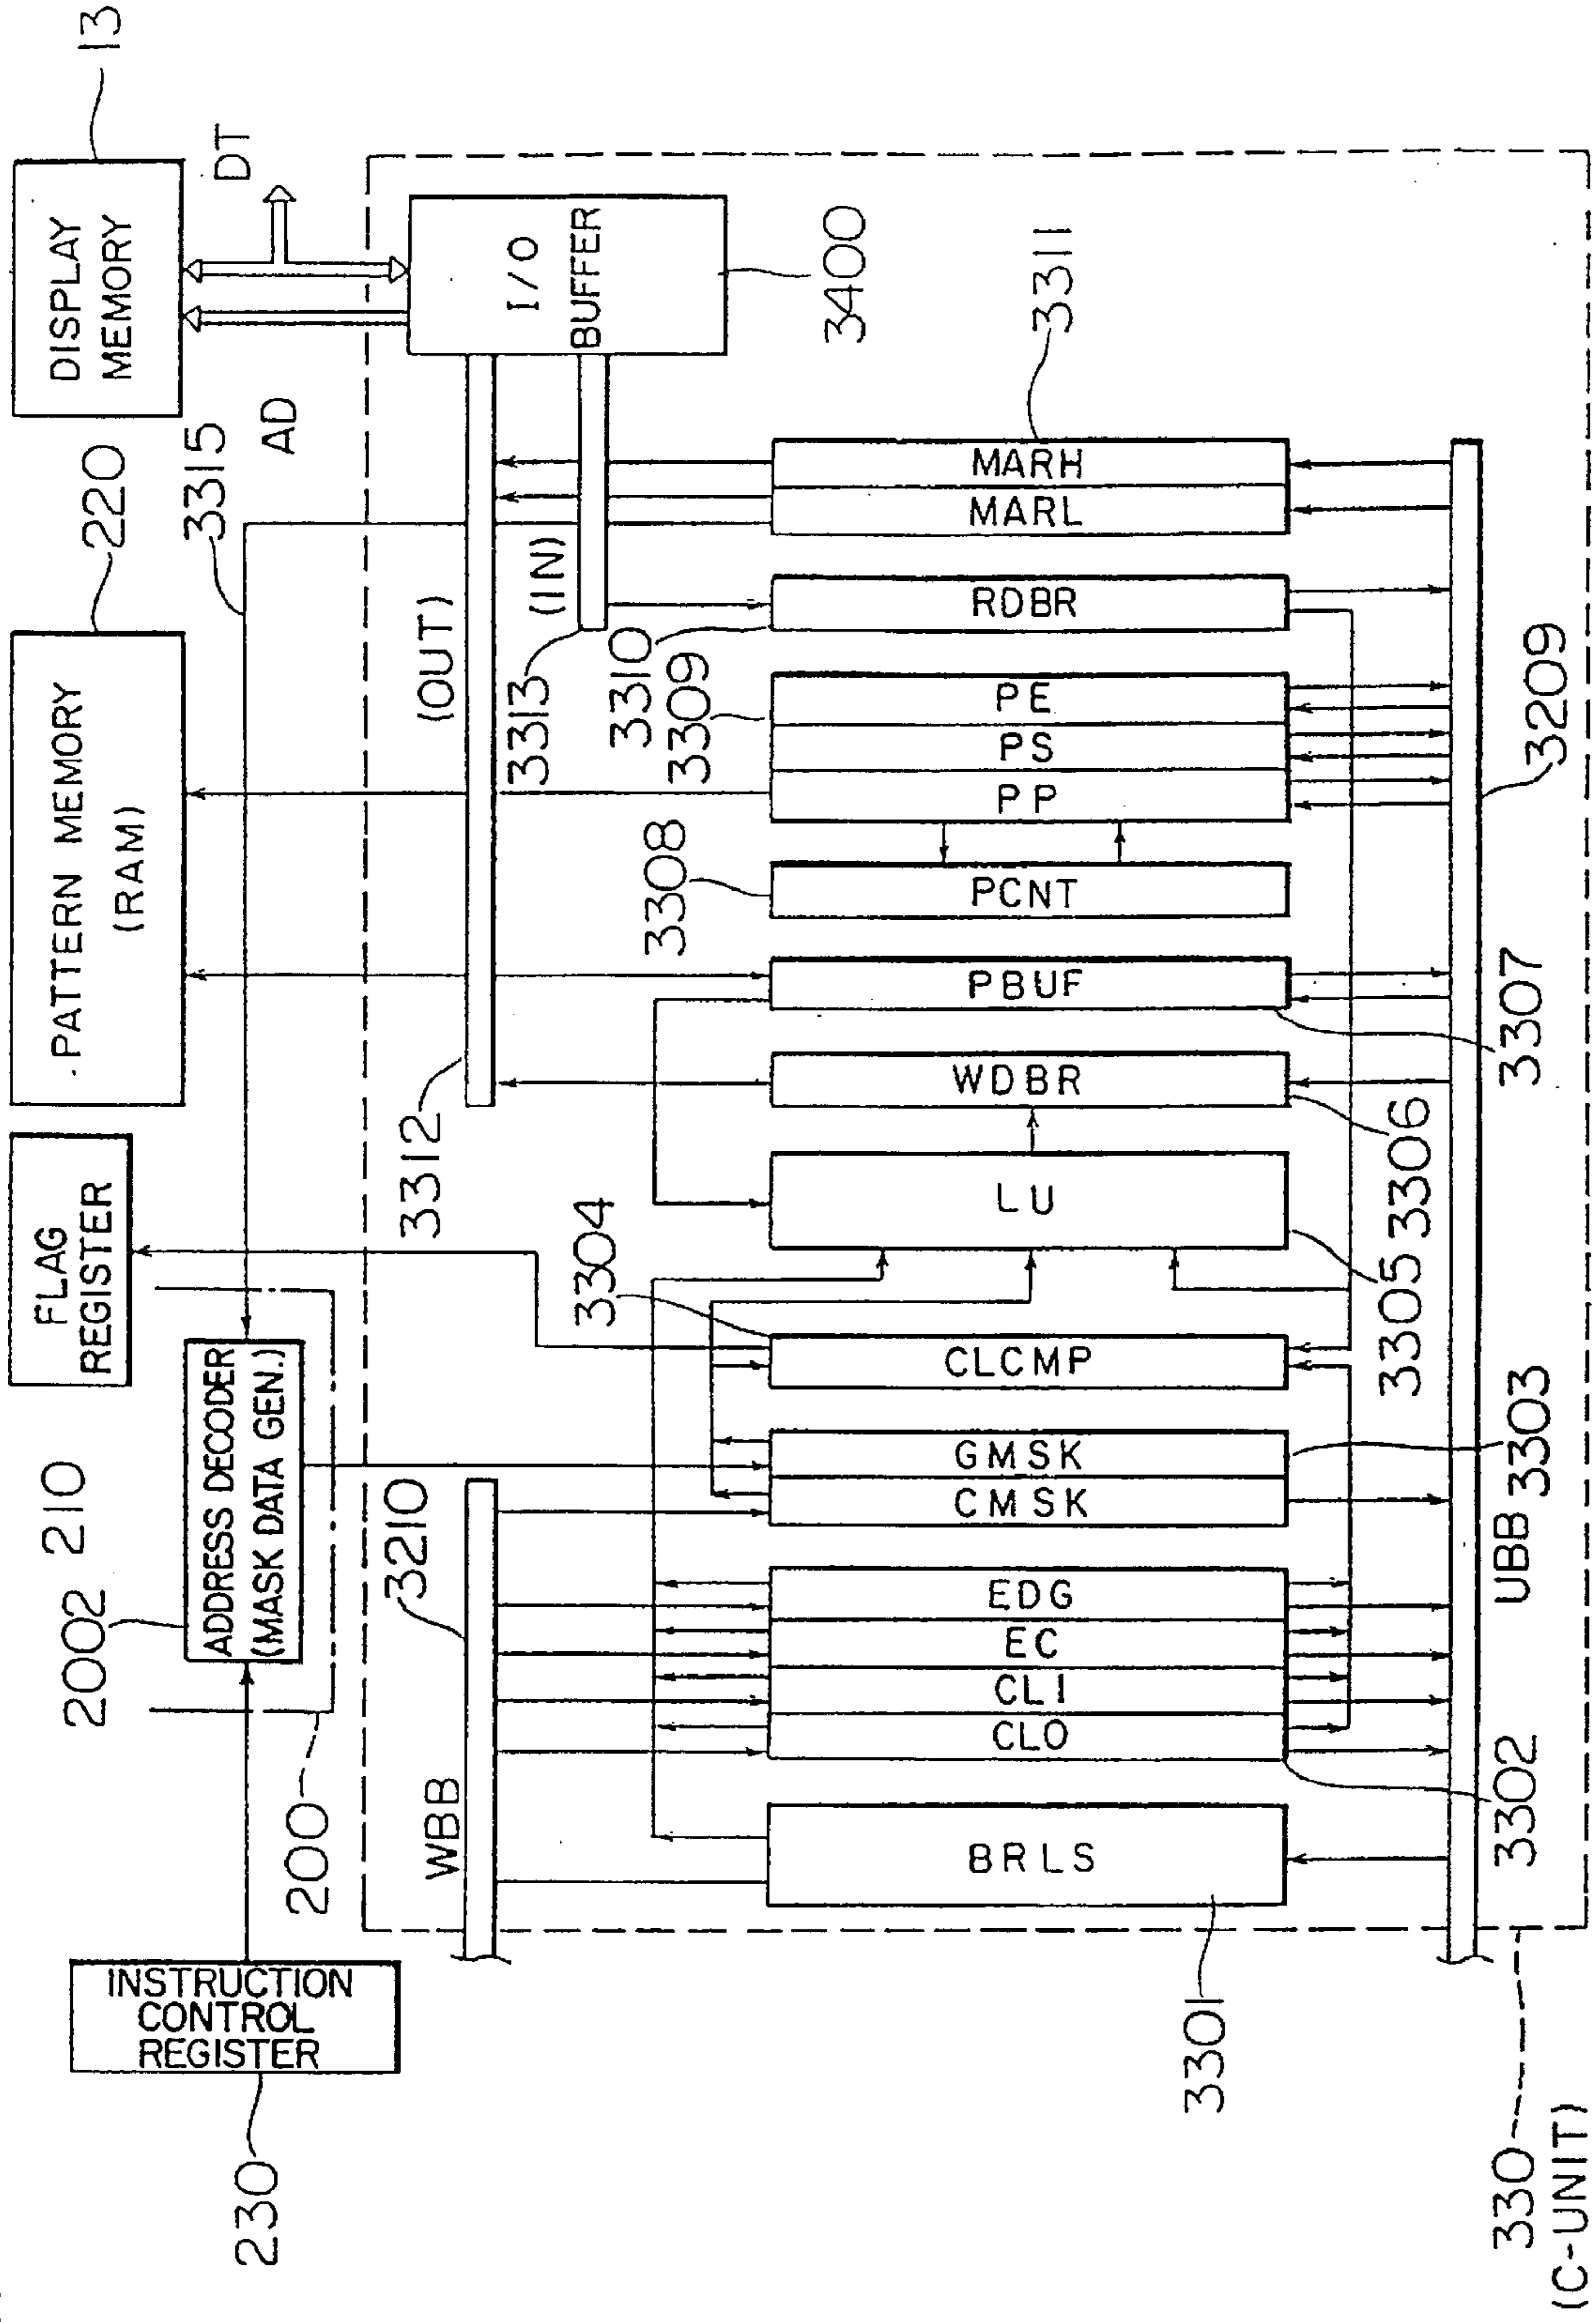 INSTRUCTION
CONTROL
REGISTER
230
2002
210
ADDRESS DECODER
(MASK DATA GEN.)
200
FLAG
REGISTER
PATTERN MEMORY
(RAM)
220
3315
DISPLAY
MEMORY
13
AD
DT
WBB
3210
3312
(OUT)
3313
(IN)
I/O
BUFFER
3400
3304
3308
3309
3310
3311
BRLS
CL0
CL1
EC
EDG
CMSK
GMSK
CLCMP
LU
WDBR
PBUF
PCNT
PP
PS
PE
RDBR
MARL
MARH
3301
3302
UBB
3303
3305
3306
3307
3209
330
(C-UNIT)